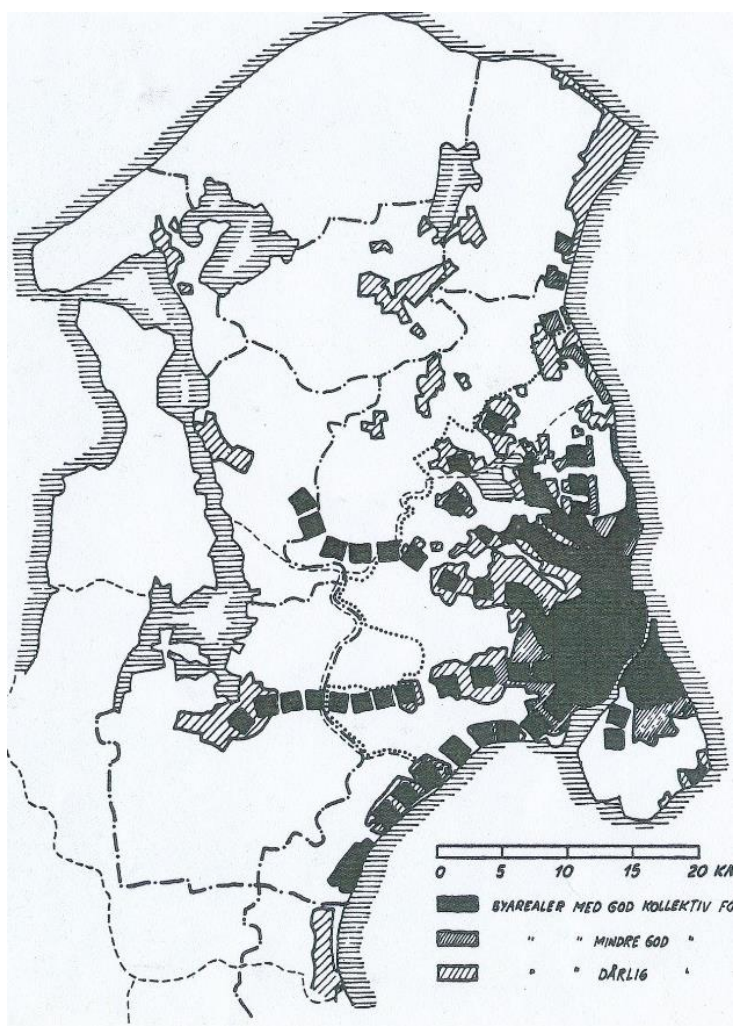 0 5 10 15 20 KM
BYAREALER MED GOD KOLLEKTIV FO
" " MINDRE GOD "
" " DÅRLIG "